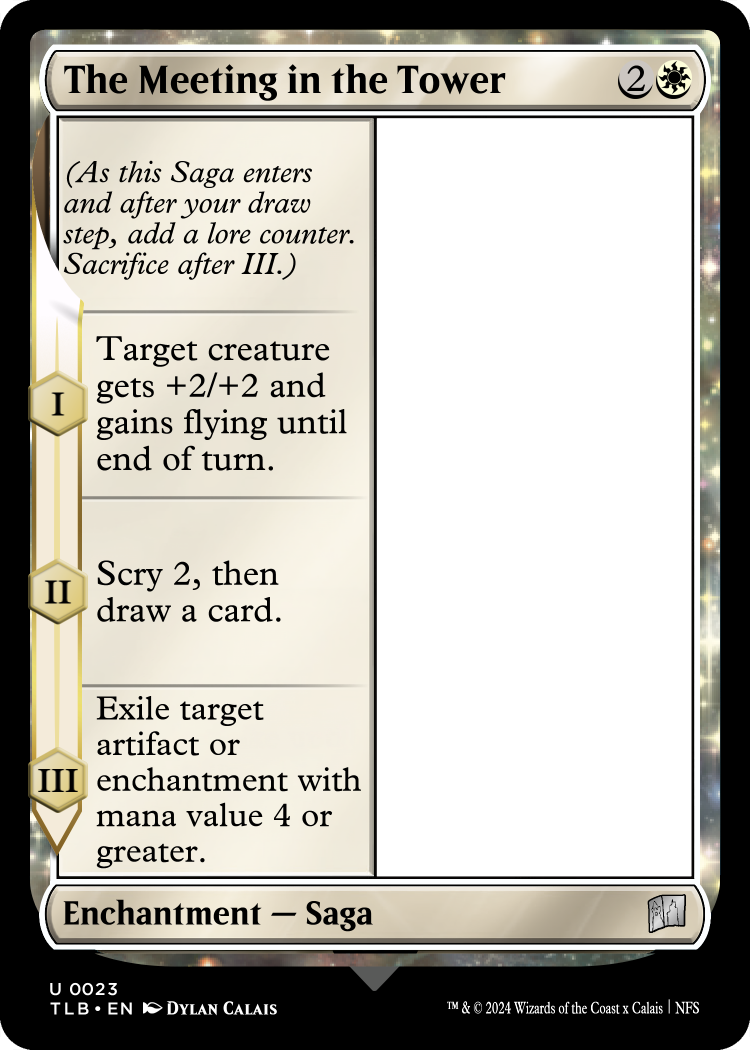 The Meeting in the Tower 2
(As this Saga enters
and after your draw
step, add a lore counter.
Sacrifice after III.)
I
Target creature
gets +2/+2 and
gains flying until
end of turn.
II
Scry 2, then
draw a card.
III
Exile target
artifact or
enchantment with
mana value 4 or
greater.
Enchantment — Saga
U 0023
TLB • EN DYLAN CALAIS
™ & © 2024 Wizards of the Coast x Calais | NFS